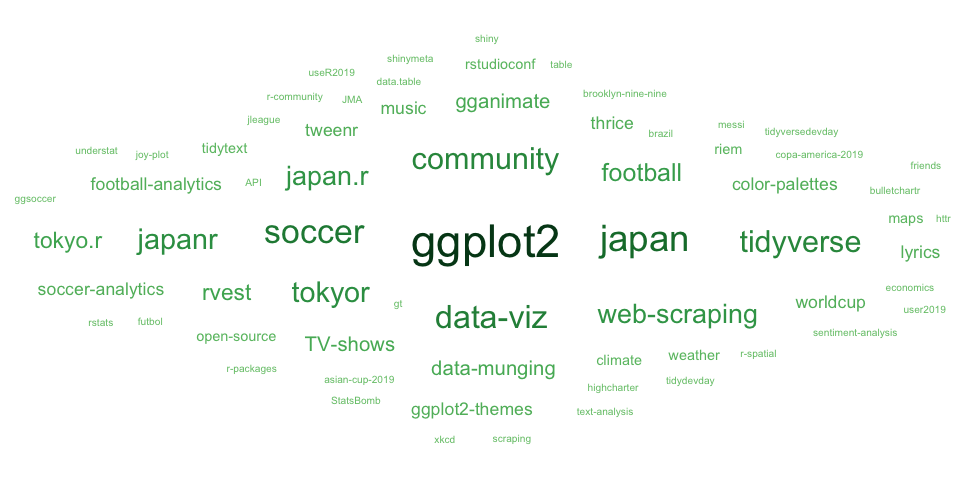 shiny
shinymeta
rstudioconf
table
useR2019
data.table
r-community
JMA
music
gganimate
brooklyn-nine-nine
jleague
tweenr
thrice
brazil
messi
tidyversedevday
understat
joy-plot
tidytext
community
riem
copa-america-2019
friends
football-analytics
API
japan.r
football
color-palettes
bulletchartr
ggsoccer
tokyo.r
japanr
soccer
ggplot2
japan
tidyverse
maps
httr
lyrics
soccer-analytics
rvest
tokyor
gt
data-viz
web-scraping
worldcup
economics
user2019
rstats
futbol
open-source
TV-shows
sentiment-analysis
r-packages
asian-cup-2019
data-munging
climate
weather
r-spatial
StatsBomb
ggplot2-themes
highcharter
tidydevday
text-analysis
xkcd
scraping